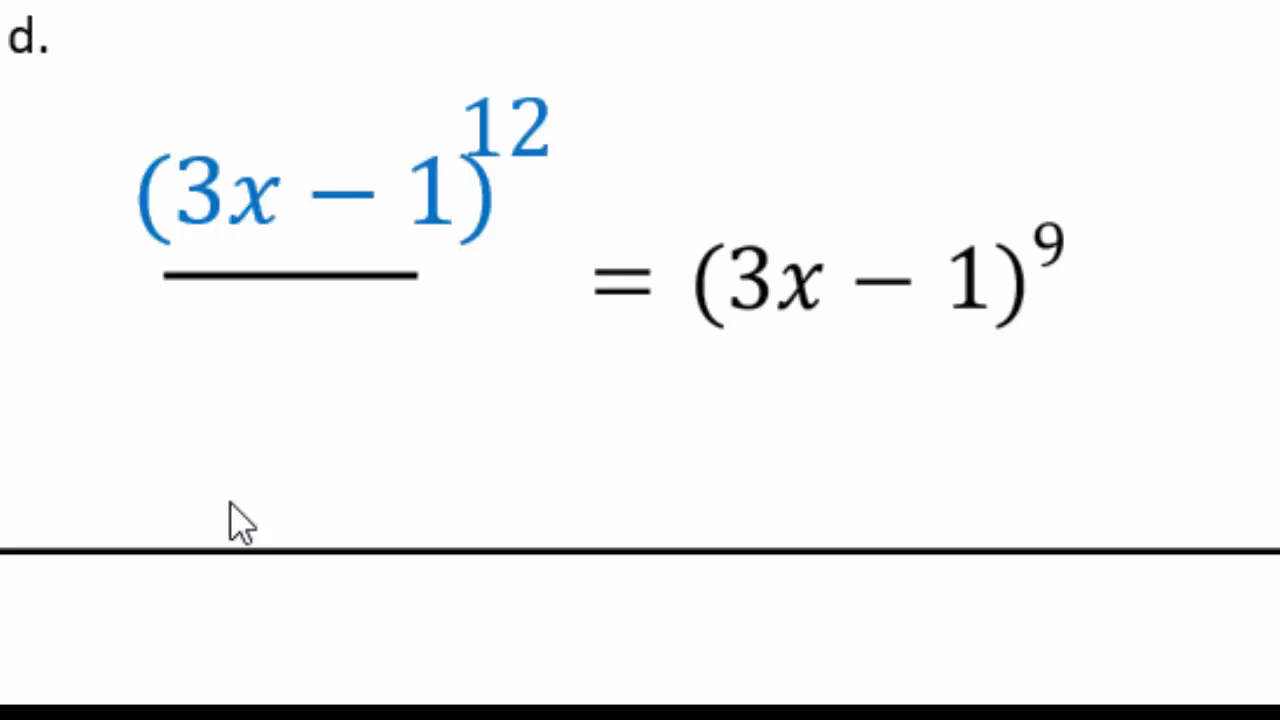 d.
(3x − 1)^12
= (3x − 1)^9